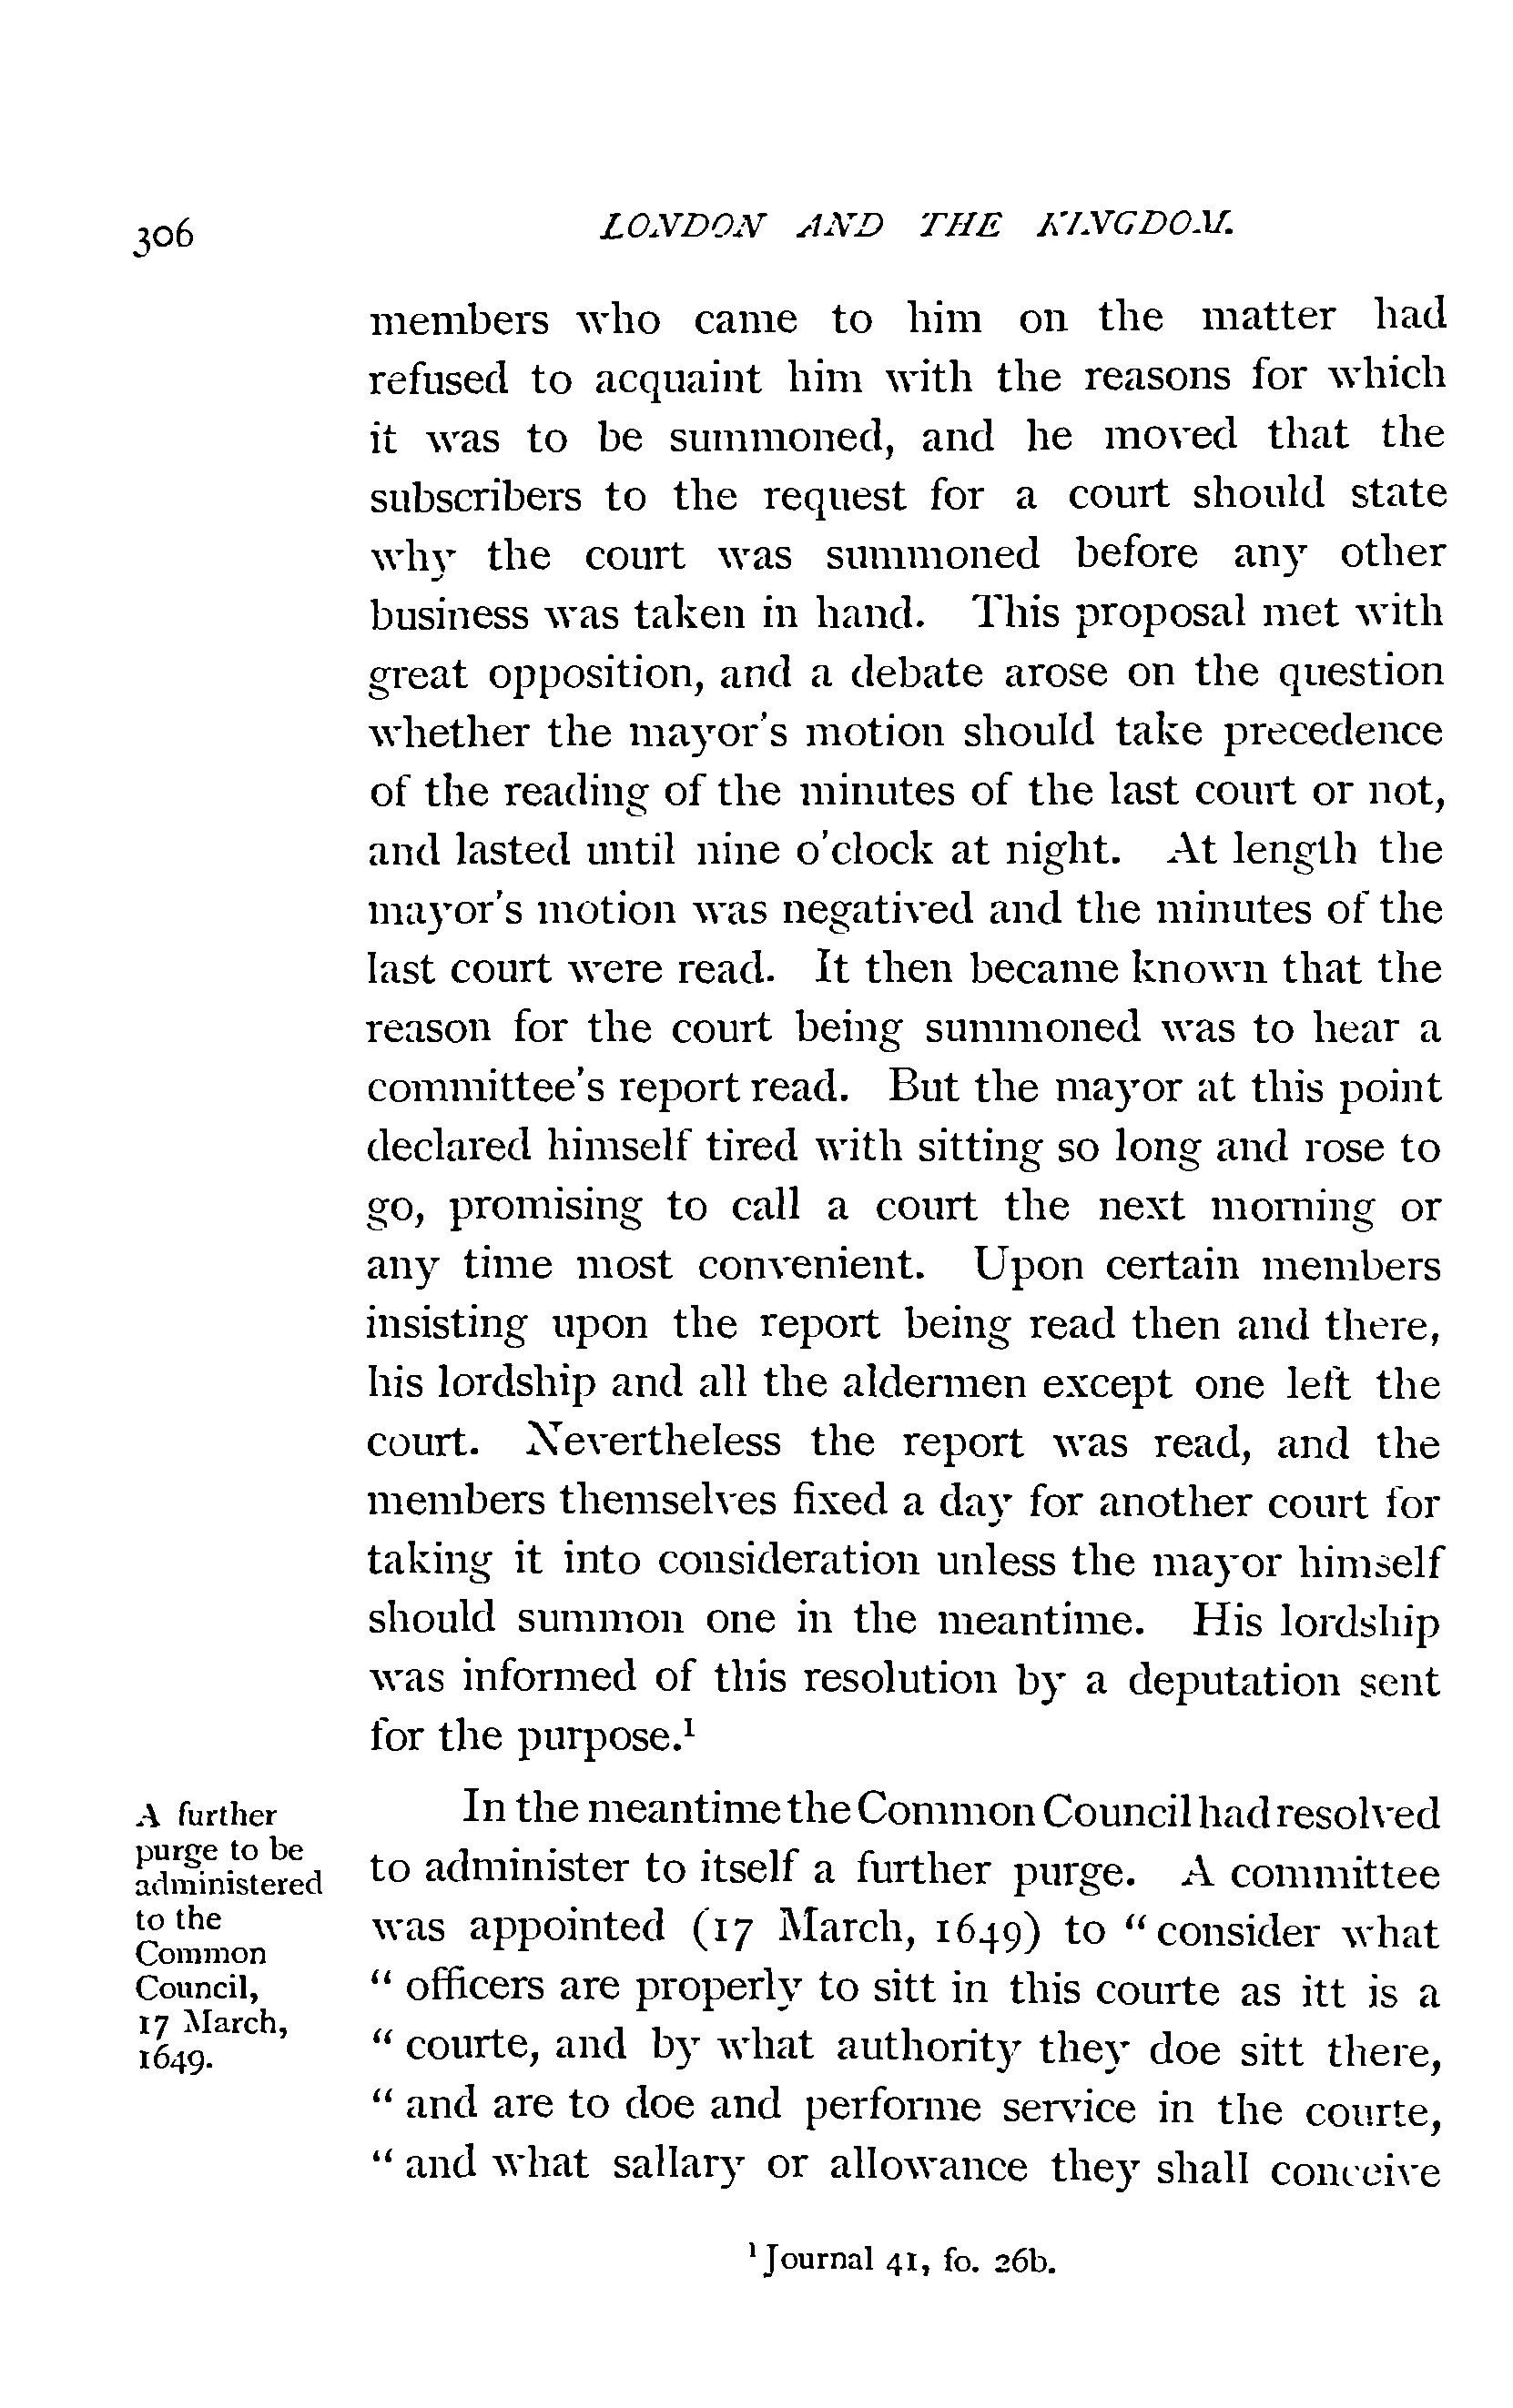 306
LONDON AND THE KINGDOM.
members who came to him on the matter had
refused to acquaint him with the reasons for which
it was to be summoned, and he moved that the
subscribers to the request for a court should state
why the court was summoned before any other
business was taken in hand. This proposal met with
great opposition, and a debate arose on the question
whether the mayor's motion should take precedence
of the reading of the minutes of the last court or not,
and lasted until nine o'clock at night. At length the
mayor's motion was negatived and the minutes of the
last court were read. It then became known that the
reason for the court being summoned was to hear a
committee's report read. But the mayor at this point
declared himself tired with sitting so long and rose to
go, promising to call a court the next morning or
any time most convenient. Upon certain members
insisting upon the report being read then and there,
his lordship and all the aldermen except one left the
court. Nevertheless the report was read, and the
members themselves fixed a day for another court for
taking it into consideration unless the mayor himself
should summon one in the meantime. His lordship
was informed of this resolution by a deputation sent
for the purpose.¹
A further
purge to be
administered
to the
Common
Council,
17 March,
1649.
In the meantime the Common Council had resolved
to administer to itself a further purge. A committee
was appointed (17 March, 1649) to "consider what
" officers are properly to sitt in this courte as itt is a
" courte, and by what authority they doe sitt there,
" and are to doe and performe service in the courte,
" and what sallary or allowance they shall conceive
¹ Journal 41, fo. 26b.